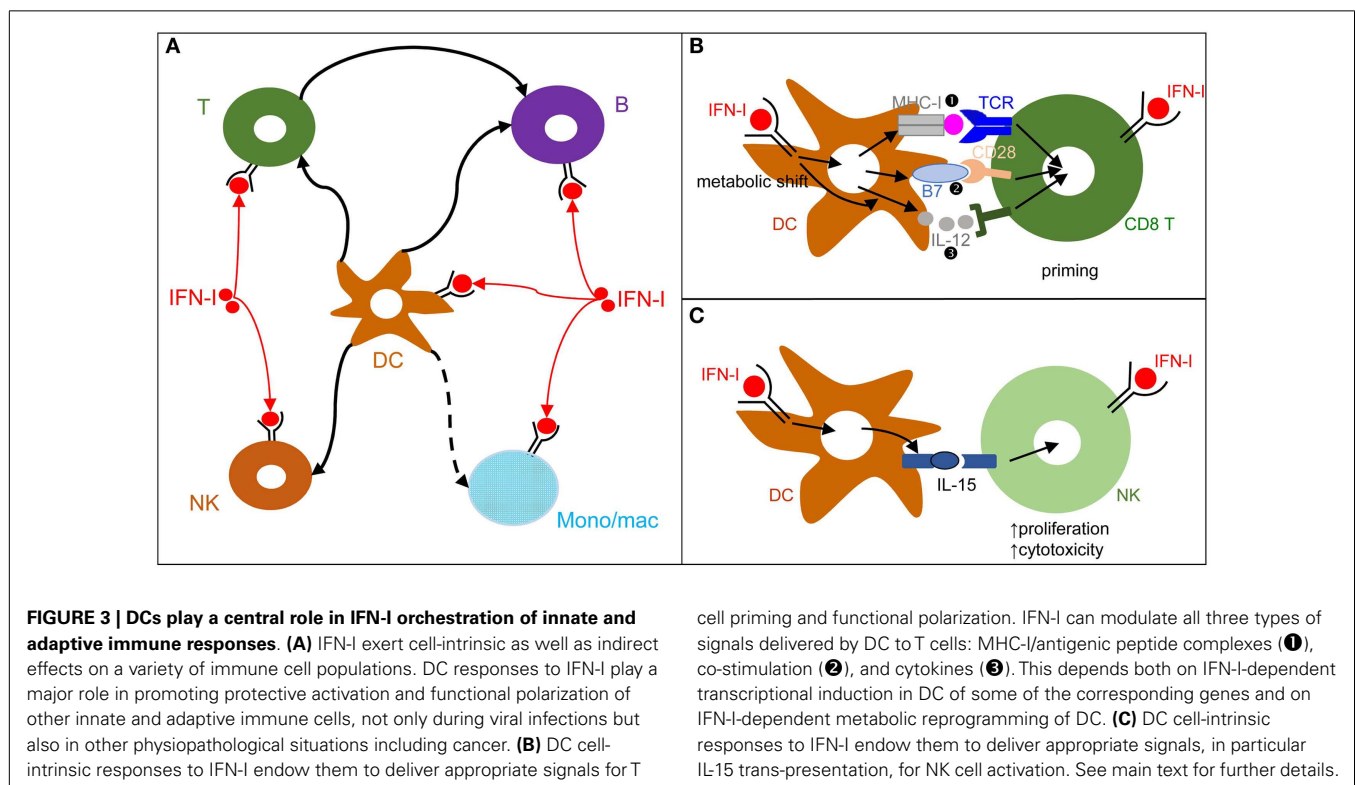 A
T
B
IFN-I
IFN-I
DC
NK
Mono/mac
B
IFN-I
MHC-I ❶
TCR
IFN-I
CD28
metabolic shift
B7 ❷
DC
IL-12
❸
CD8 T
priming
C
IFN-I
IFN-I
DC
IL-15
NK
↑proliferation
↑cytotoxicity
FIGURE 3 | DCs play a central role in IFN-I orchestration of innate and
adaptive immune responses. (A) IFN-I exert cell-intrinsic as well as indirect
effects on a variety of immune cell populations. DC responses to IFN-I play a
major role in promoting protective activation and functional polarization of
other innate and adaptive immune cells, not only during viral infections but
also in other physiopathological situations including cancer. (B) DC cell-
intrinsic responses to IFN-I endow them to deliver appropriate signals for T
cell priming and functional polarization. IFN-I can modulate all three types of
signals delivered by DC to T cells: MHC-I/antigenic peptide complexes (❶),
co-stimulation (❷), and cytokines (❸). This depends both on IFN-I-dependent
transcriptional induction in DC of some of the corresponding genes and on
IFN-I-dependent metabolic reprogramming of DC. (C) DC cell-intrinsic
responses to IFN-I endow them to deliver appropriate signals, in particular
IL-15 trans-presentation, for NK cell activation. See main text for further details.